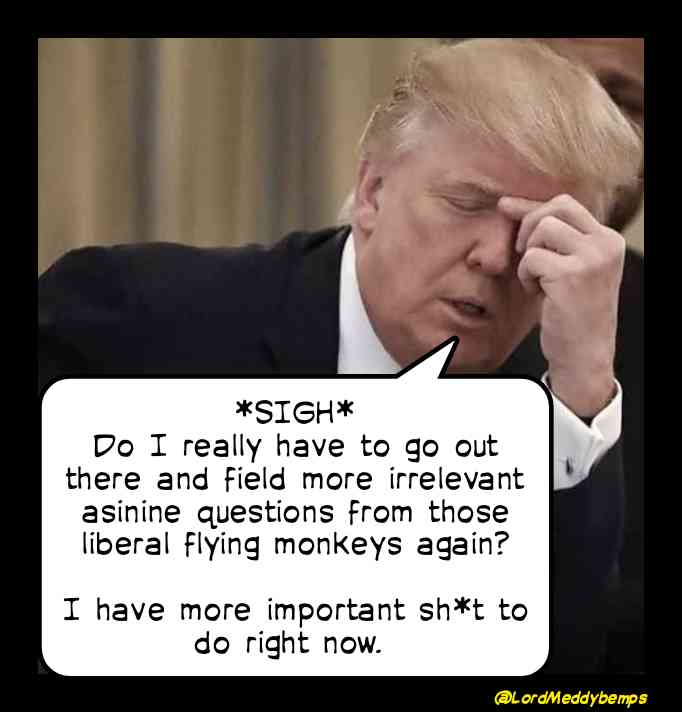 *SIGH*
Do I really have to go out
there and field more irrelevant
asinine questions from those
liberal flying monkeys again?
I have more important sh*t to
do right now.
@LordMeddybemps